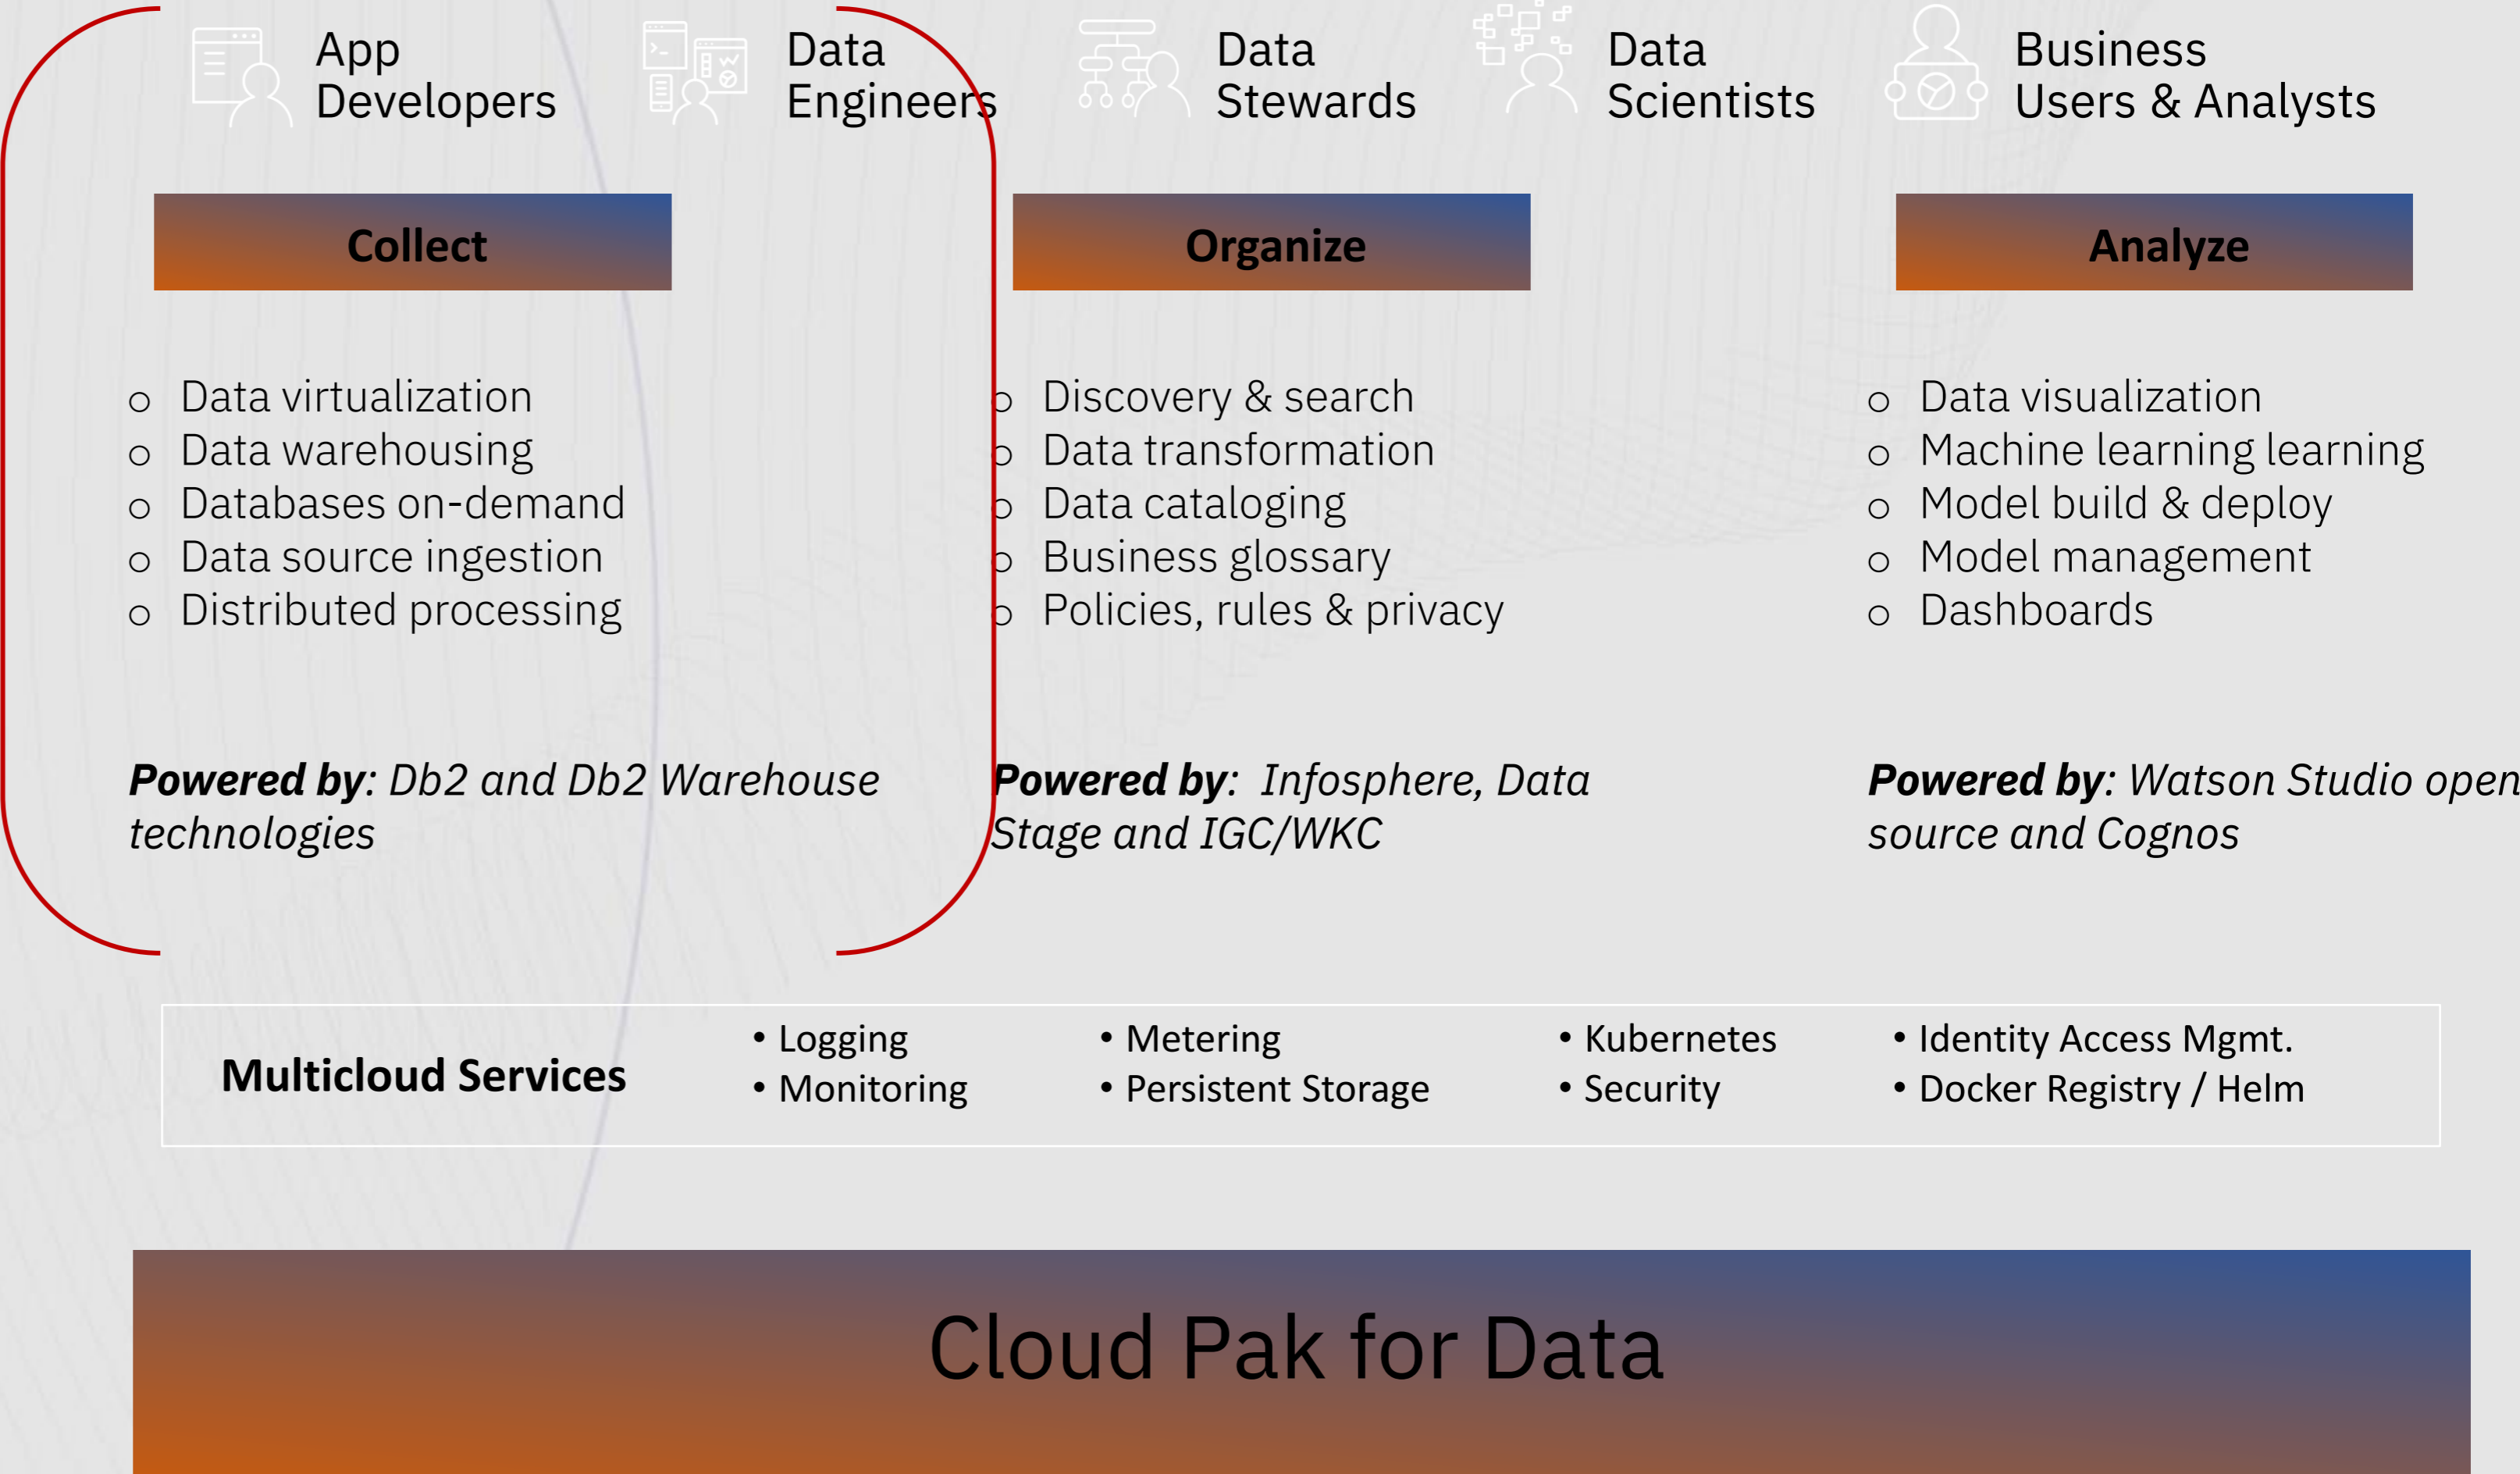 App
Developers
Data
Engineers
Data
Stewards
Data
Scientists
Business
Users & Analysts
Collect
Organize
Analyze
o Data virtualization
o Data warehousing
o Databases on-demand
o Data source ingestion
o Distributed processing
o Discovery & search
o Data transformation
o Data cataloging
o Business glossary
o Policies, rules & privacy
o Data visualization
o Machine learning learning
o Model build & deploy
o Model management
o Dashboards
Powered by: Db2 and Db2 Warehouse
technologies
Powered by: Infosphere, Data
Stage and IGC/WKC
Powered by: Watson Studio open
source and Cognos
Multicloud Services
• Logging
• Monitoring
• Metering
• Persistent Storage
• Kubernetes
• Security
• Identity Access Mgmt.
• Docker Registry / Helm
Cloud Pak for Data